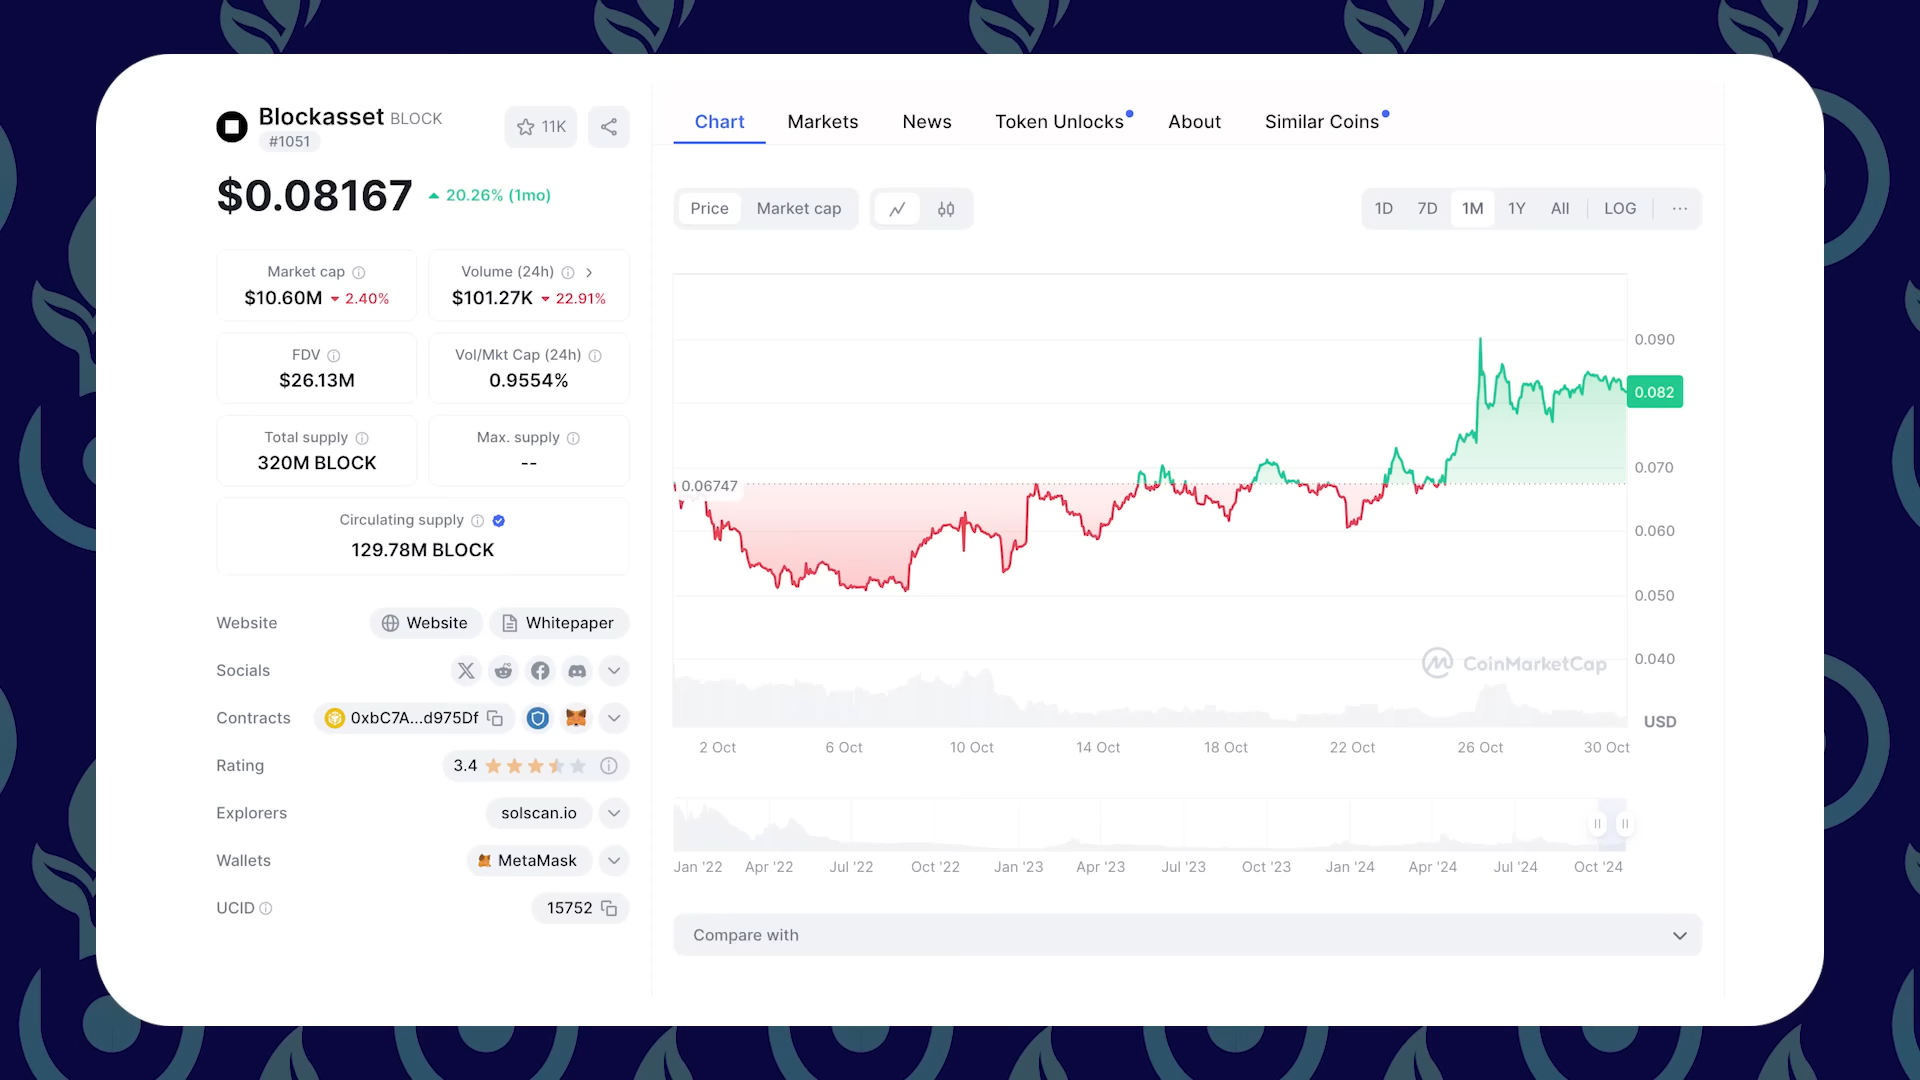 Blockasset BLOCK
#1051
11K
$0.08167 20.26% (1mo)
Market cap
$10.60M 2.40%
Volume (24h)
$101.27K 22.91%
FDV
$26.13M
Vol/Mkt Cap (24h)
0.9554%
Total supply
320M BLOCK
Max. supply
--
Circulating supply
129.78M BLOCK
Website Website Whitepaper
Socials
Contracts 0xbC7A...d975Df
Rating 3.4
Explorers solscan.io
Wallets MetaMask
UCID 15752
Chart Markets News Token Unlocks About Similar Coins
Price Market cap
1D 7D 1M 1Y All LOG ...
0.090
0.082
0.070
0.06747
0.060
0.050
0.040
CoinMarketCap
USD
2 Oct 6 Oct 10 Oct 14 Oct 18 Oct 22 Oct 26 Oct 30 Oct
Jan '22 Apr '22 Jul '22 Oct '22 Jan '23 Apr '23 Jul '23 Oct '23 Jan '24 Apr '24 Jul '24 Oct '24
Compare with